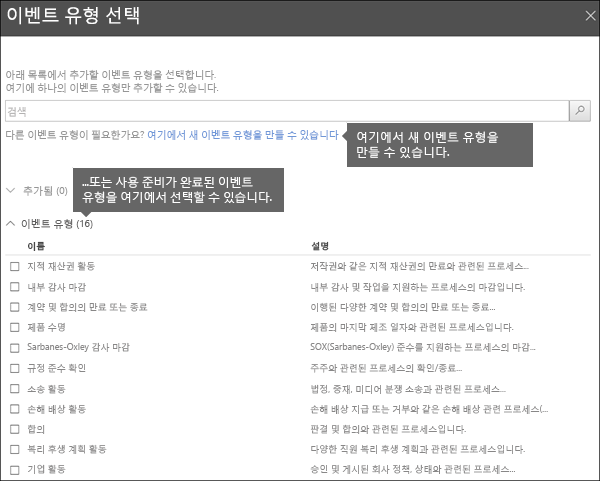 이벤트 유형 선택
아래 목록에서 추가할 이벤트 유형을 선택합니다.
여기에 하나의 이벤트 유형만 추가할 수 있습니다.
검색
다른 이벤트 유형이 필요한가요? 여기에서 새 이벤트 유형을 만들 수 있습니다
여기에서 새 이벤트 유형을
만들 수 있습니다.
추가됨 (0)
...또는 사용 준비가 완료된 이벤트
유형을 여기에서 선택할 수 있습니다.
이벤트 유형 (16)
이름 설명
지적 재산권 활동 저작권와 같은 지적 재산권의 만료와 관련된 프로세스...
내부 감사 마감 내부 감사 및 작업을 지원하는 프로세스의 마감입니다.
계약 및 합의의 만료 또는 종료 이행된 다양한 계약 및 합의의 만료 또는 종료...
제품 수명 제품의 마지막 제조 일자와 관련된 프로세스입니다.
Sarbanes-Oxley 감사 마감 SOX(Sarbanes-Oxley) 준수를 지원하는 프로세스의 마감...
규정 준수 확인 주주와 관련된 프로세스의 확인/종료...
소송 활동 법정, 중재, 미디어 분쟁 소송과 관련된 프로세스...
손해 배상 활동 손해 배상 지급 또는 거부와 같은 손해 배상 관련 프로세스(...
합의 판결 및 합의와 관련된 프로세스입니다.
복리 후생 계획 활동 다양한 직원 복리 후생 계획과 관련된 프로세스입니다.
기업 활동 승인 및 게시된 회사 정책, 상태와 관련된 프로세스...